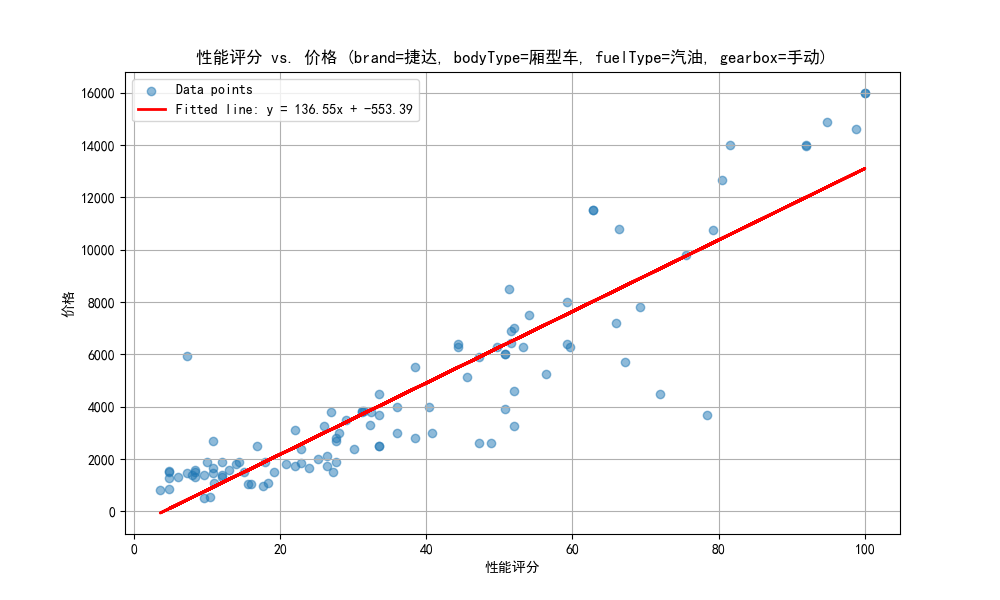 性能评分 vs. 价格 (brand=捷达, bodyType=厢型车, fuelType=汽油, gearbox=手动)
Data points
Fitted line: y = 136.55x + -553.39
16000
14000
12000
10000
8000
6000
4000
2000
0
价格
0 20 40 60 80 100
性能评分